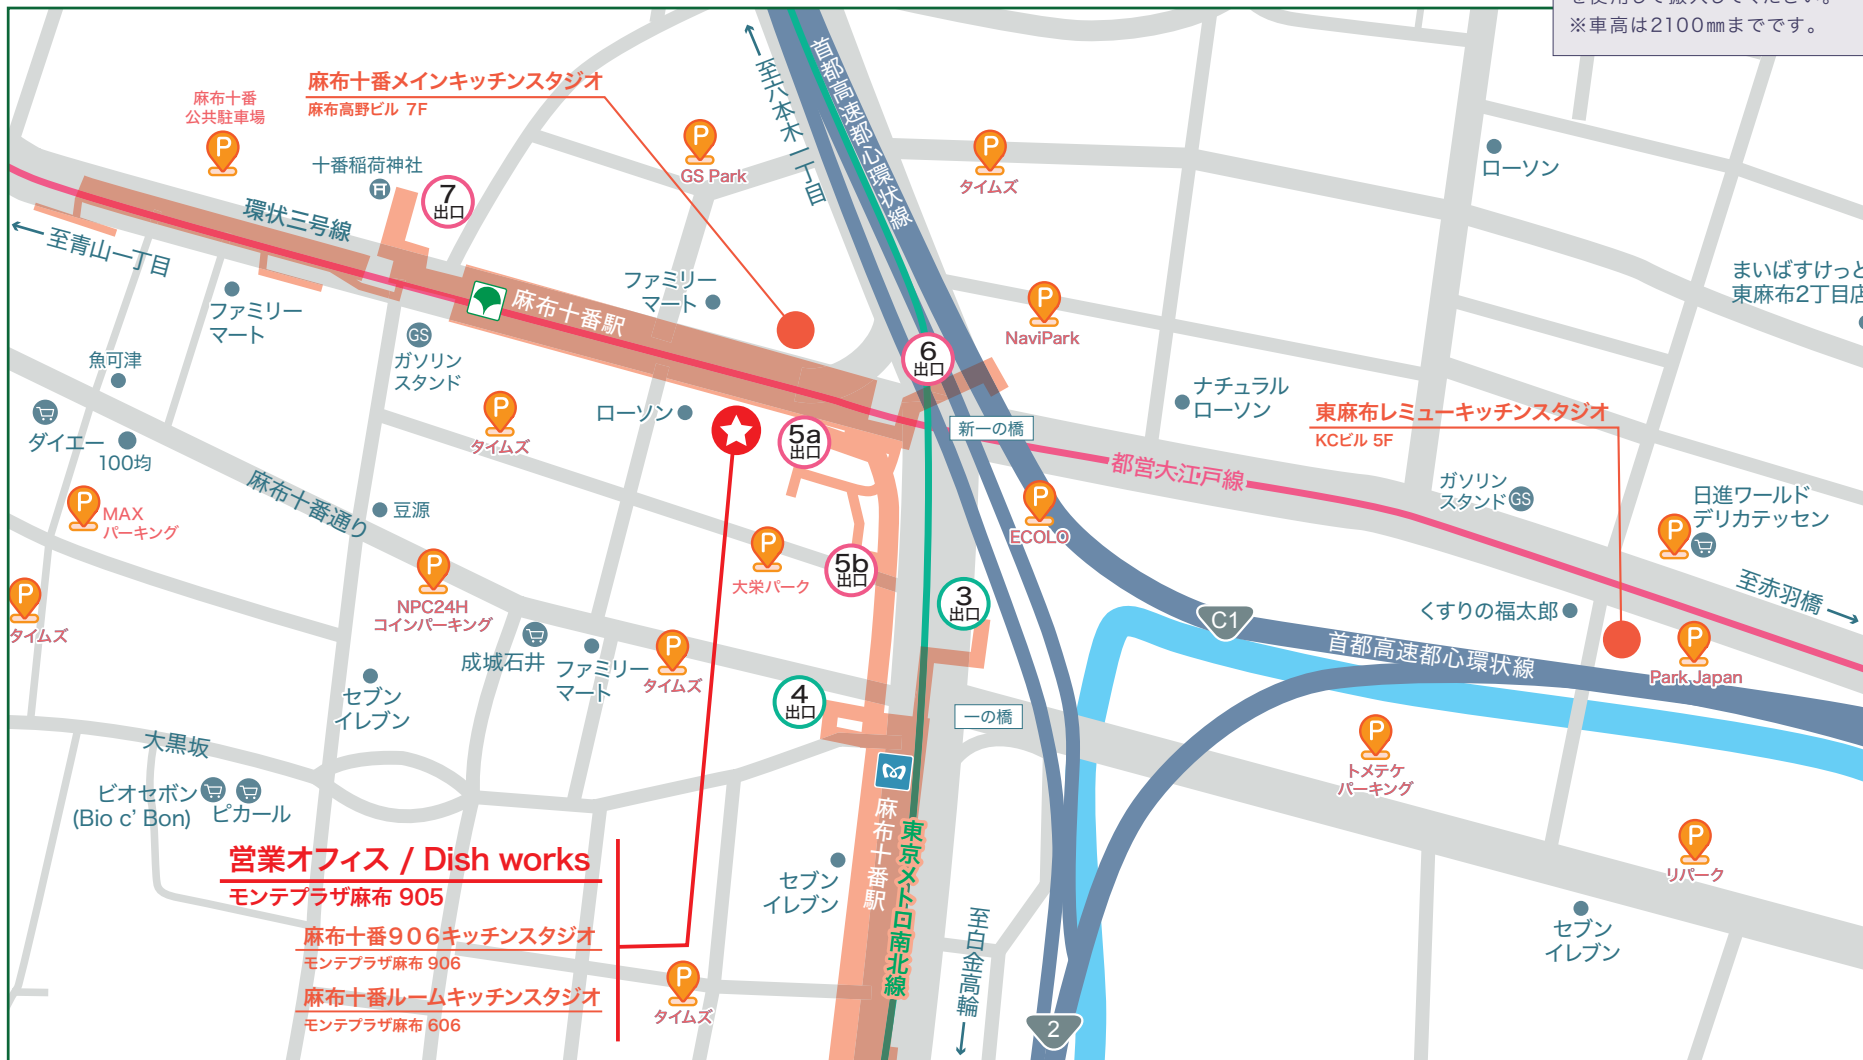 ※車高は2100㎜までです。
麻布十番メインキッチンスタジオ
麻布高野ビル 7F
麻布十番
公共駐車場
P
十番稲荷神社
7
出口
環状三号線
←至青山一丁目
P
GS Park
←至六本木一丁目
首都高速都心環状線
P
タイムズ
ローソン
まいばすけっと
東麻布2丁目店
ファミリー
マート
麻布十番駅
ファミリー
マート
GS
ガソリン
スタンド
6
出口
P
NaviPark
魚可津
ダイエー
100均
P
タイムズ
ローソン
5a
出口
新一の橋
ナチュラル
ローソン
東麻布レミューキッチンスタジオ
KCビル 5F
都営大江戸線
ガソリン
スタンド
GS
日進ワールド
デリカテッセン
P
P
MAX
パーキング
麻布十番通り
豆源
P
ECOLO
P
大栄パーク
5b
出口
3
出口
P
タイムズ
P
NPC24H
コインパーキング
成城石井
ファミリー
マート
P
タイムズ
C1
首都高速都心環状線
くすりの福太郎
P
Park Japan
至赤羽橋→
セブン
イレブン
4
出口
一の橋
P
トメテケ
パーキング
大黒坂
ビオセボン
(Bio c' Bon)
ピカール
麻布十番駅
東京メトロ南北線
セブン
イレブン
P
リパーク
セブン
イレブン
営業オフィス / Dish works
モンテプラザ麻布 905
麻布十番906キッチンスタジオ
モンテプラザ麻布 906
麻布十番ルームキッチンスタジオ
モンテプラザ麻布 606
P
タイムズ
至白金高輪→
2